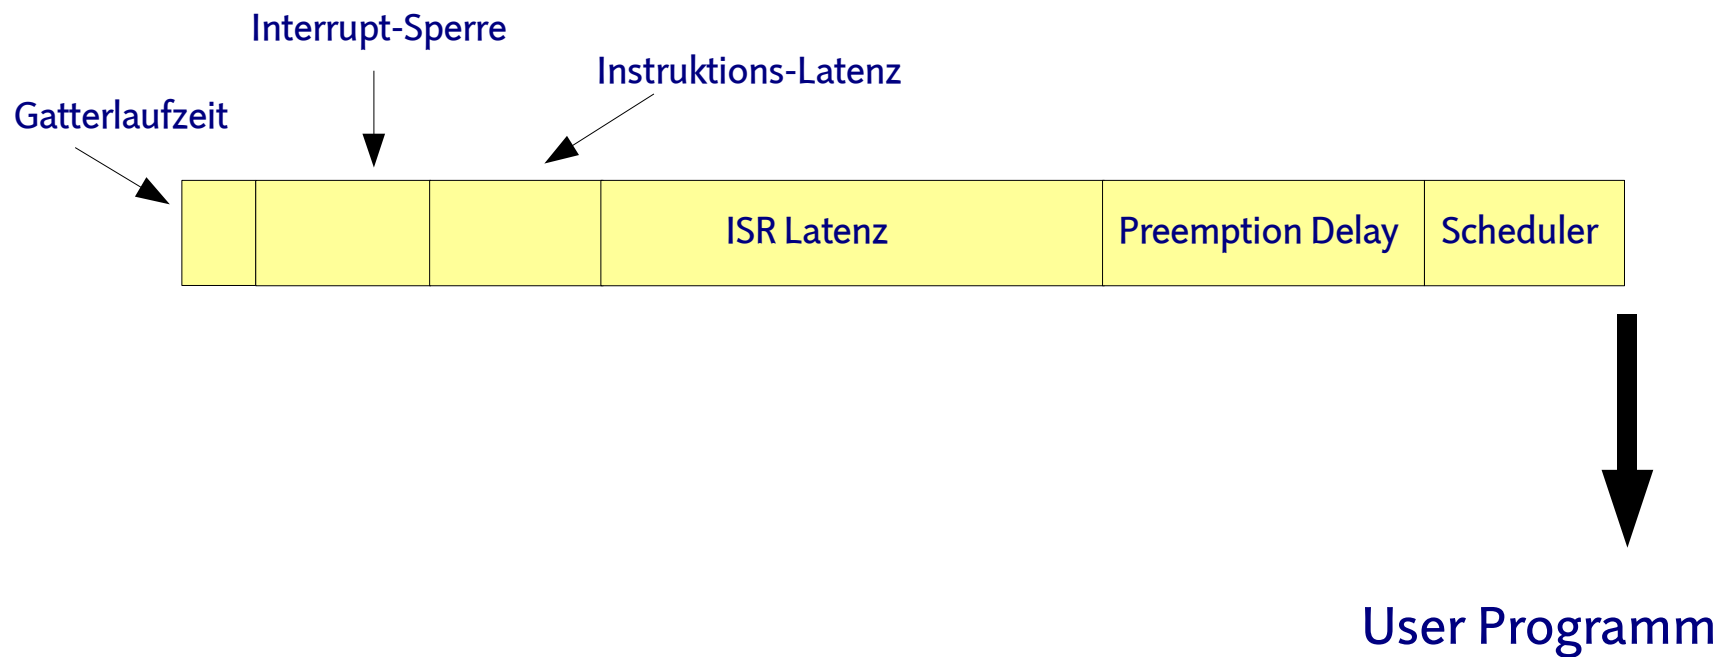 Interrupt-Sperre
Instruktions-Latenz
Gatterlaufzeit
ISR Latenz
Preemption Delay
Scheduler
User Programm